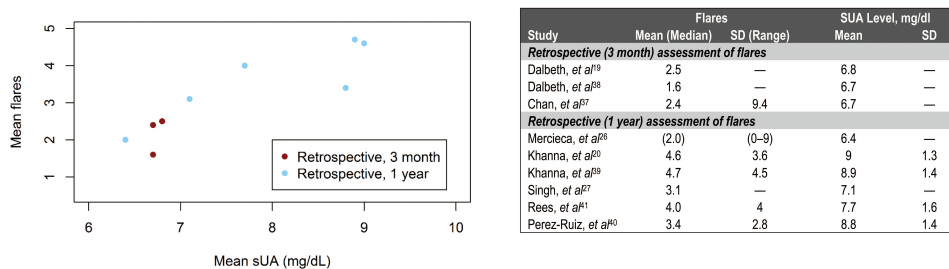 5
4
3
2
1
Mean flares
Retrospective, 3 month
Retrospective, 1 year
6 7 8 9 10
Mean sUA (mg/dL)
Flares SUA Level, mg/dl
Study Mean (Median) SD (Range) Mean SD
Retrospective (3 month) assessment of flares
Dalbeth, et al19 2.5 — 6.8 —
Dalbeth, et al38 1.6 — 6.7 —
Chan, et al37 2.4 9.4 6.7 —
Retrospective (1 year) assessment of flares
Mercieca, et al26 (2.0) (0–9) 6.4 —
Khanna, et al20 4.6 3.6 9 1.3
Khanna, et al39 4.7 4.5 8.9 1.4
Singh, et al27 3.1 — 7.1 —
Rees, et al41 4.0 4 7.7 1.6
Perez-Ruiz, et al40 3.4 2.8 8.8 1.4